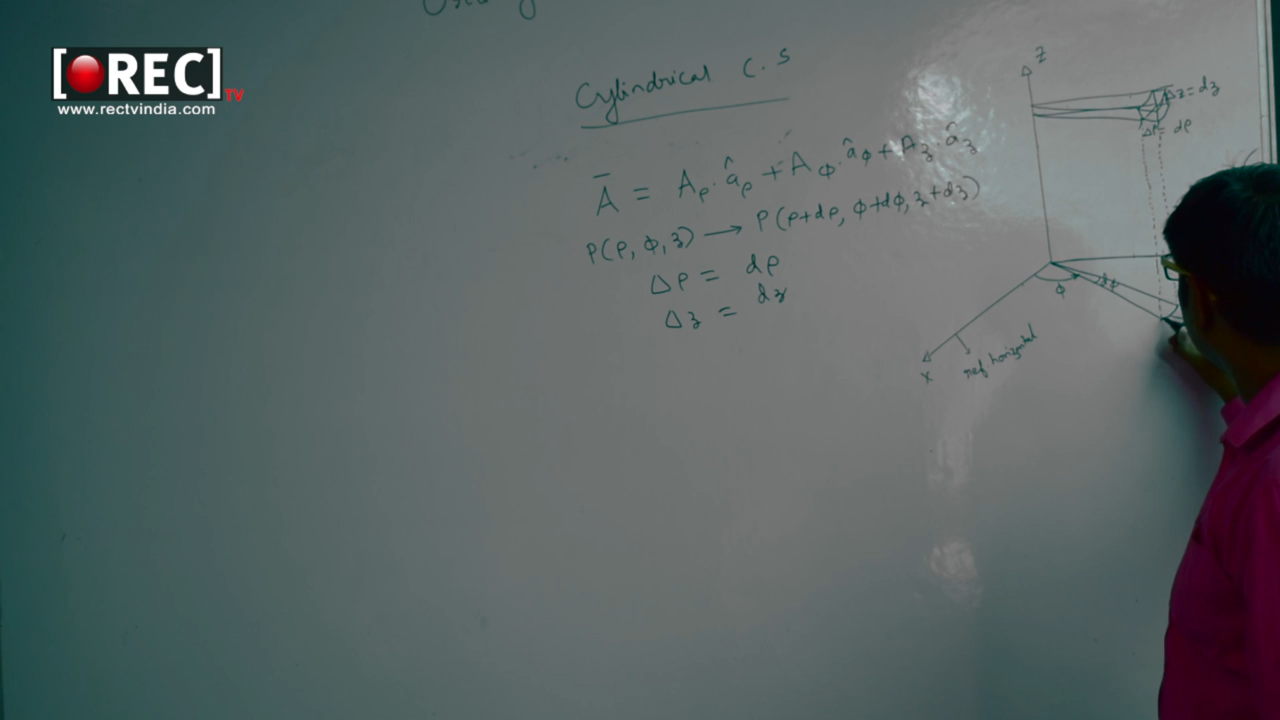 [REC] TV
www.rectvindia.com
Cylindrical C.S
Ā = Aρ.âρ + Aφ.âφ + A𝓏.â𝓏
P(ρ, φ, z) → P(ρ+dρ, φ+dφ, z+dz)
Δρ = dρ
Δz = dz
z
Δz = dz
Δρ = dρ
φ
dφ
x
ref horizontal